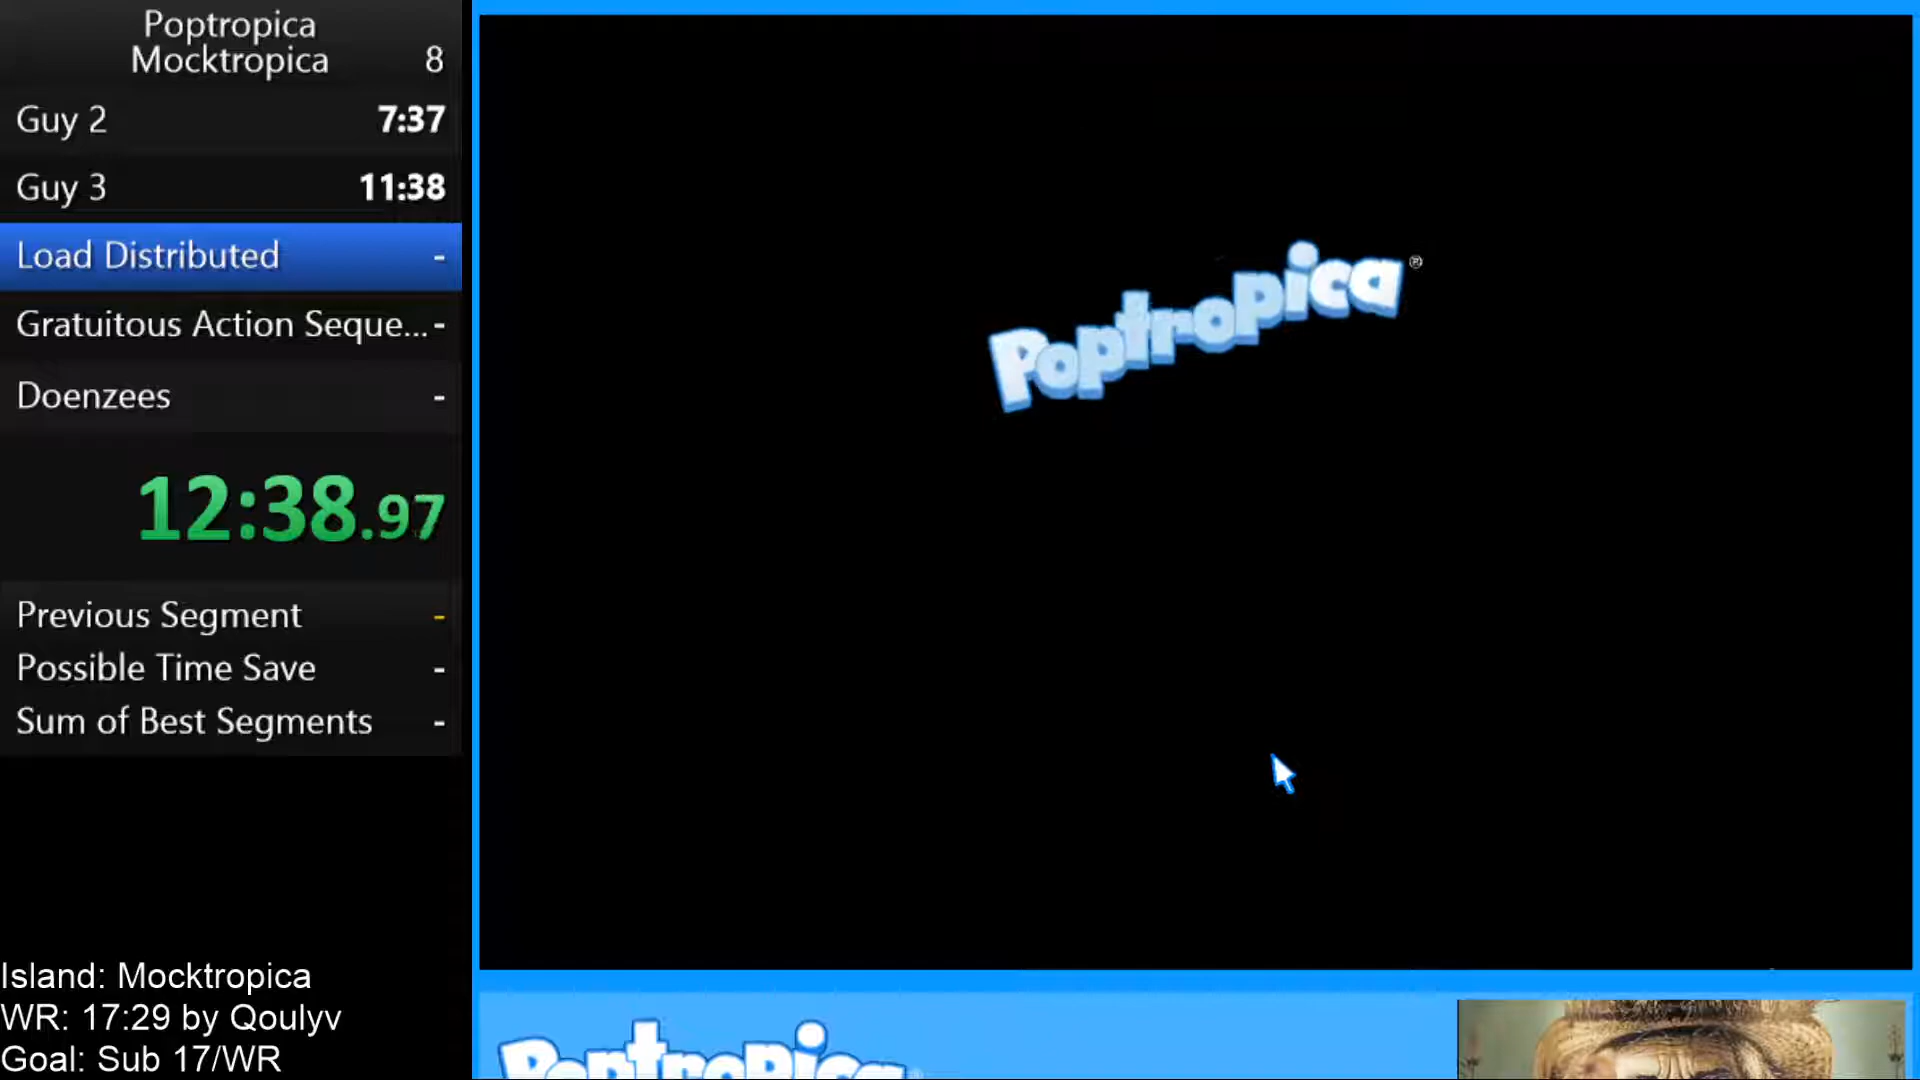 Poptropica
Mocktropica 8
Guy 2 7:37
Guy 3 11:38
Load Distributed -
Gratuitous Action Seque... -
Doenzees -
12:38.97
Previous Segment -
Possible Time Save -
Sum of Best Segments -
Island: Mocktropica
WR: 17:29 by Qoulyv
Goal: Sub 17/WR
Poptropica®
Poptropica